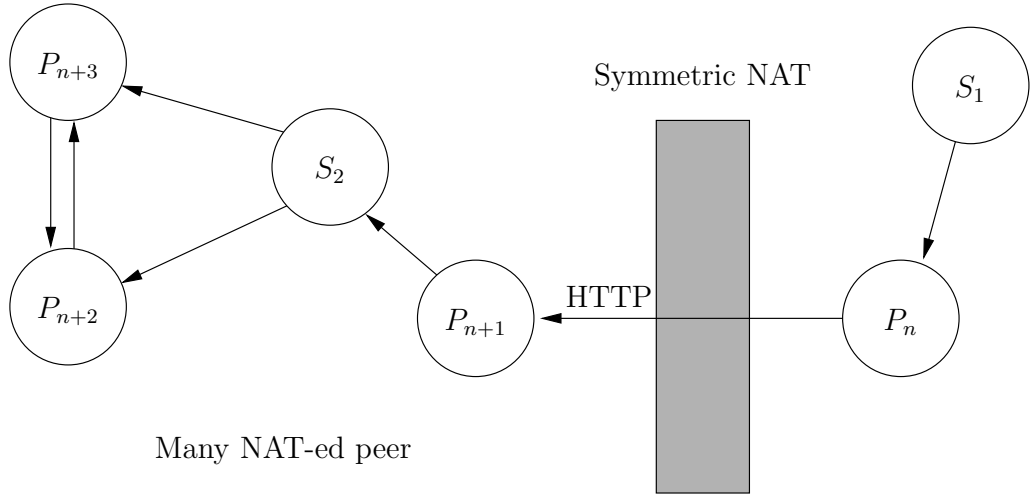 P_{n+3}
Symmetric NAT
S_1
S_2
P_{n+2}
HTTP
P_{n+1}
P_n
Many NAT-ed peer